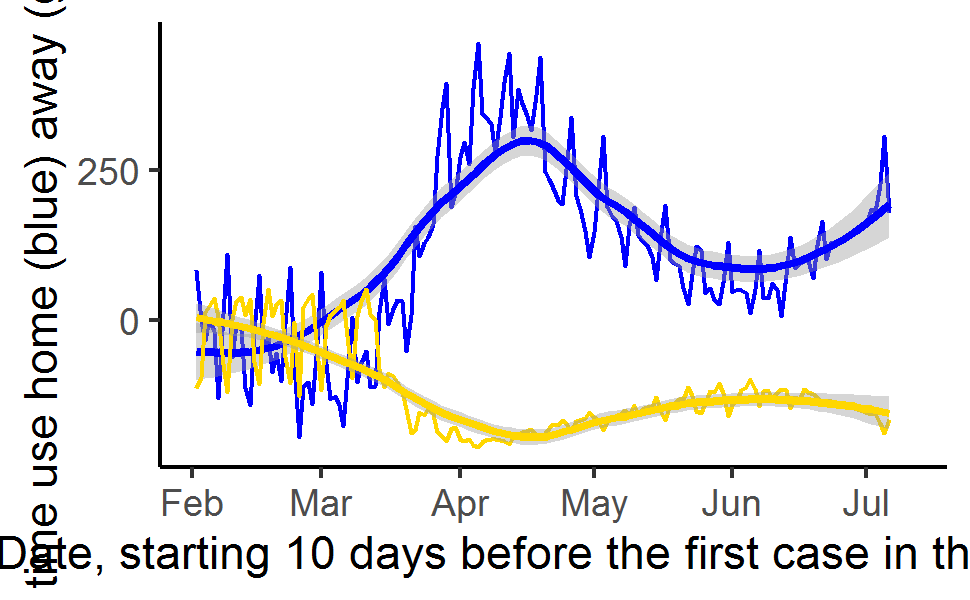 time use home (blue) away (
250
0
Feb Mar Apr May Jun Jul
Date, starting 10 days before the first case in th